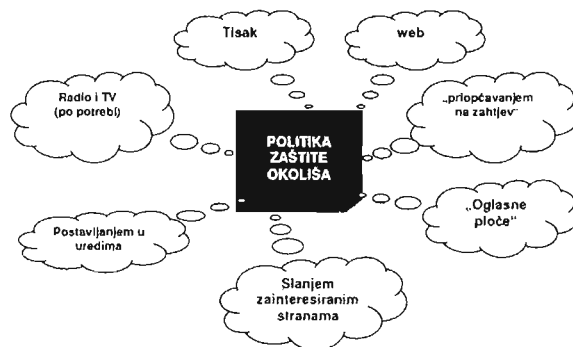 Tisak
web
Radio i TV
(po potrebi)
„priopćavanjem
na zahtjev“
POLITIKA
ZAŠTITE
OKOLIŠA
„Oglasne
ploče“
Postavljanjem u
uredima
Slanjem
zainteresiranim
stranama